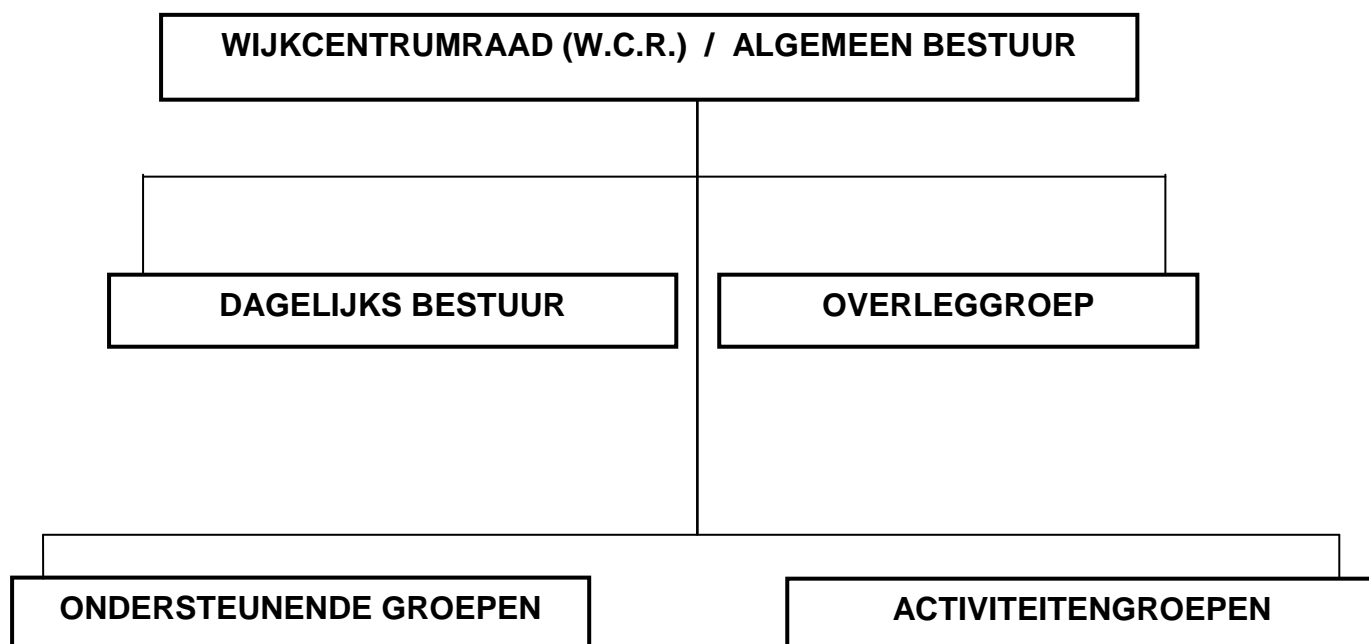 WIJKCENTRUMRAAD (W.C.R.) / ALGEMEEN BESTUUR
DAGELIJKS BESTUUR
OVERLEGGROEP
ONDERSTEUNENDE GROEPEN
ACTIVITEITENGROEPEN